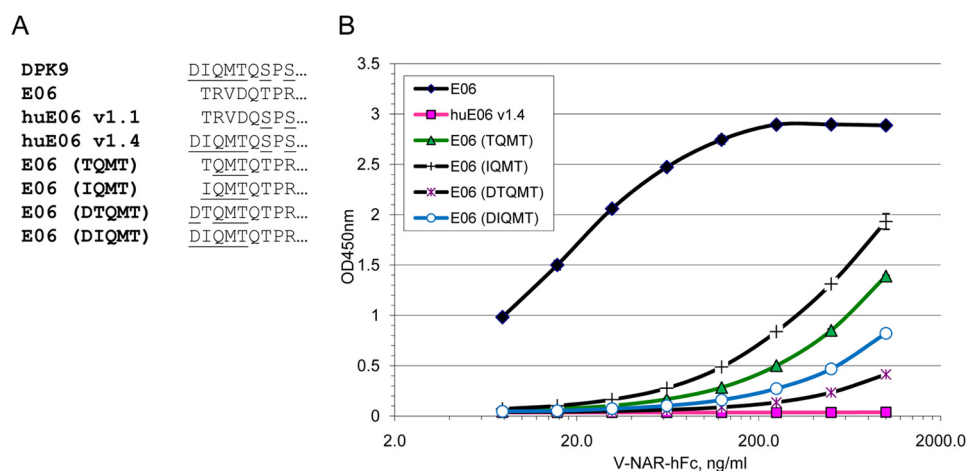 A
DPK9 DIQMTQSPS…
E06 TRVDQTPR…
huE06 v1.1 TRVDQSPS…
huE06 v1.4 DIQMTQSPS…
E06 (TQMT) TQMTQTPR…
E06 (IQMT) IQMTQTPR…
E06 (DTQMT) DTQMTQTPR…
E06 (DIQMT) DIQMTQTPR…
B
3.5
3
2.5
2
1.5
1
0.5
0
OD450nm
E06
huE06 v1.4
E06 (TQMT)
E06 (IQMT)
E06 (DTQMT)
E06 (DIQMT)
2.0 20.0 200.0 2000.0
V-NAR-hFc, ng/ml